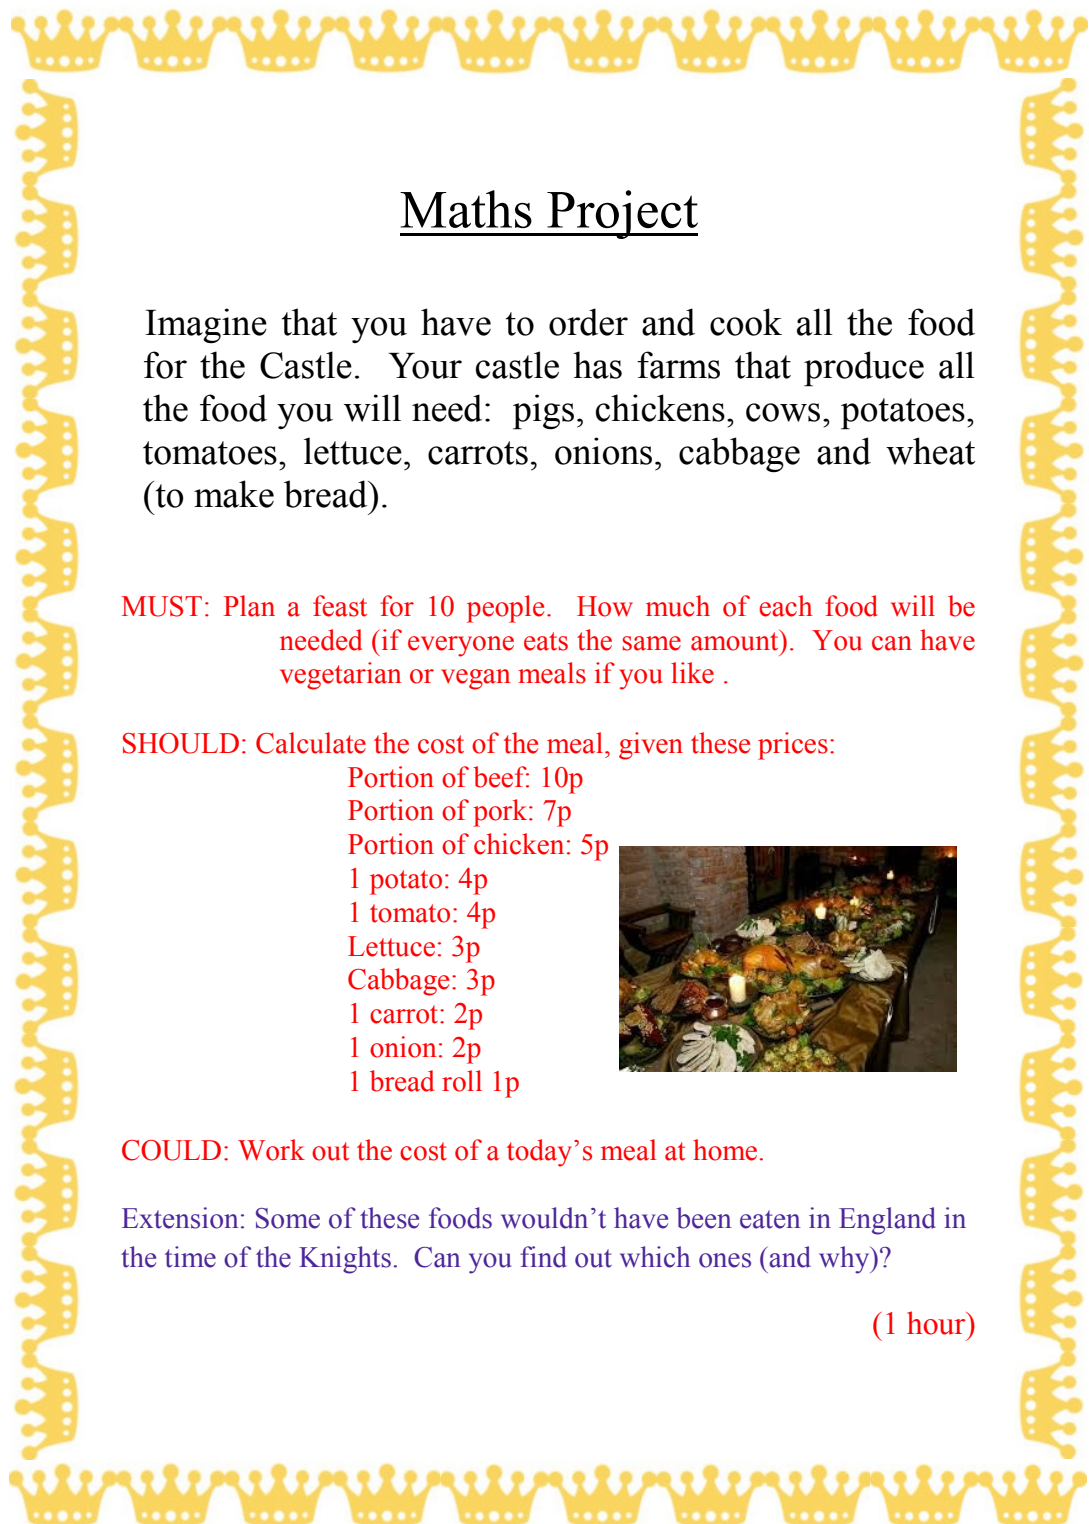 Maths Project
Imagine that you have to order and cook all the food
for the Castle.  Your castle has farms that produce all
the food you will need:  pigs, chickens, cows, potatoes,
tomatoes, lettuce, carrots, onions, cabbage and wheat
(to make bread).
MUST: Plan a feast for 10 people.  How much of each food will be
needed (if everyone eats the same amount).  You can have
vegetarian or vegan meals if you like .
SHOULD: Calculate the cost of the meal, given these prices:
Portion of beef: 10p
Portion of pork: 7p
Portion of chicken: 5p
1 potato: 4p
1 tomato: 4p
Lettuce: 3p
Cabbage: 3p
1 carrot: 2p
1 onion: 2p
1 bread roll 1p
COULD: Work out the cost of a today’s meal at home.
Extension: Some of these foods wouldn’t have been eaten in England in
the time of the Knights.  Can you find out which ones (and why)?
(1 hour)